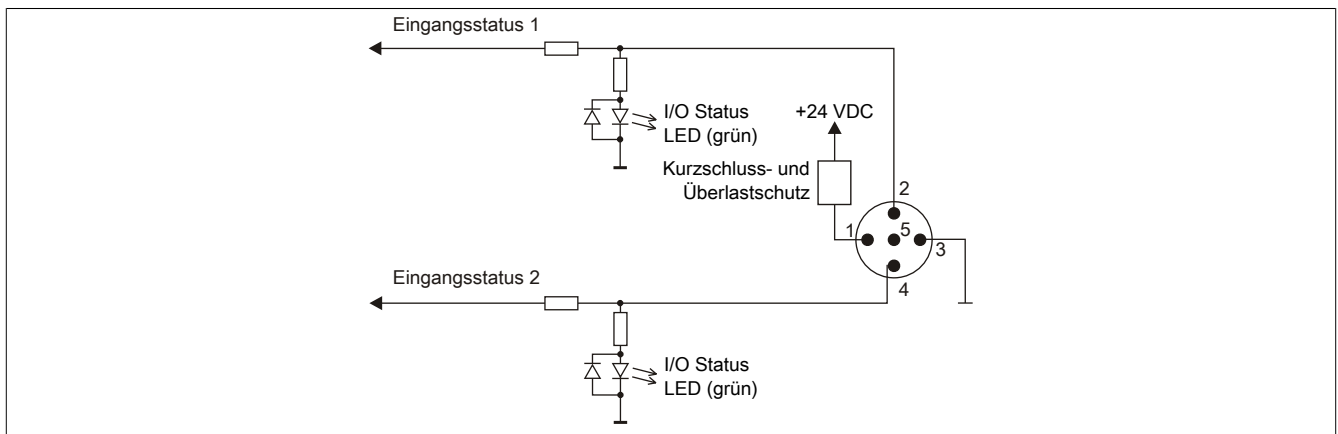 Eingangsstatus 1
I/O Status
LED (grün)
+24 VDC
Kurzschluss- und
Überlastschutz
2
1
5
3
4
Eingangsstatus 2
I/O Status
LED (grün)